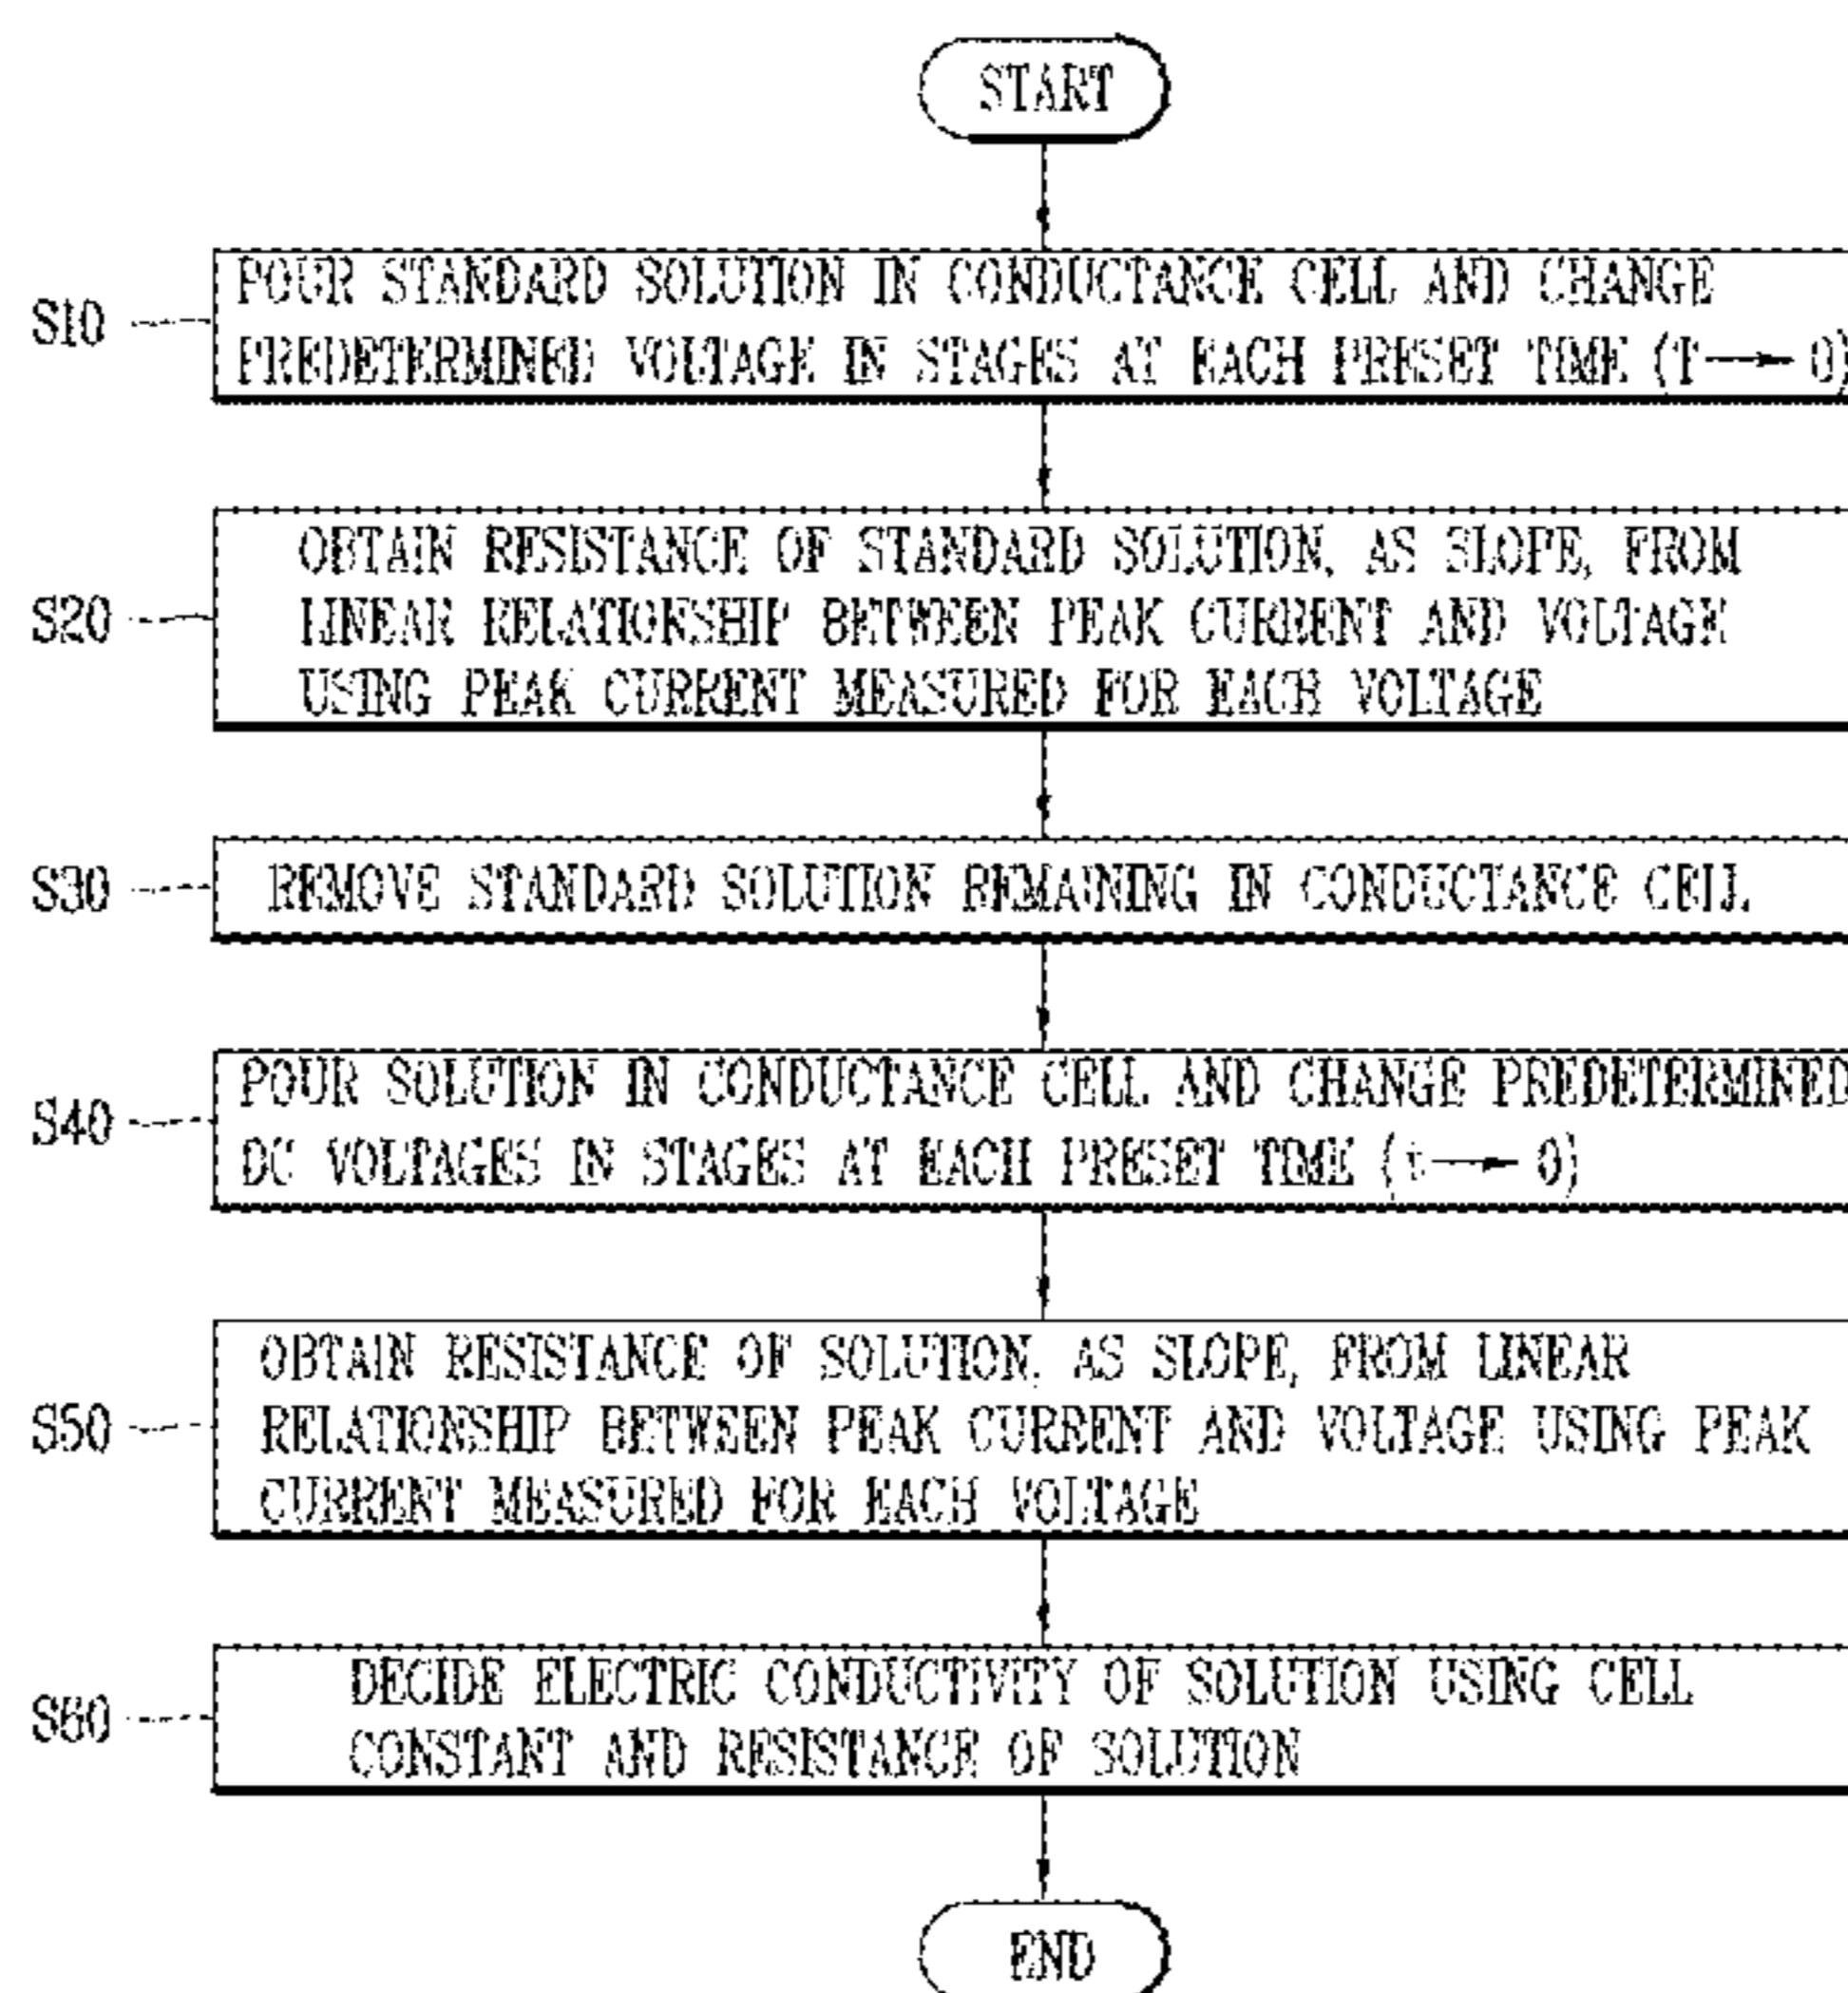 START
S10
POUR STANDARD SOLUTION IN CONDUCTANCE CELL AND CHANGE
PREDETERMINED VOLTAGE IN STAGES AT EACH PRESET TIME (T → 0)
S20
OBTAIN RESISTANCE OF STANDARD SOLUTION, AS SLOPE, FROM
LINEAR RELATIONSHIP BETWEEN PEAK CURRENT AND VOLTAGE
USING PEAK CURRENT MEASURED FOR EACH VOLTAGE
S30
REMOVE STANDARD SOLUTION REMAINING IN CONDUCTANCE CELL
S40
POUR SOLUTION IN CONDUCTANCE CELL AND CHANGE PREDETERMINED
DC VOLTAGES IN STAGES AT EACH PRESET TIME (t → 0)
S50
OBTAIN RESISTANCE OF SOLUTION, AS SLOPE, FROM LINEAR
RELATIONSHIP BETWEEN PEAK CURRENT AND VOLTAGE USING PEAK
CURRENT MEASURED FOR EACH VOLTAGE
S60
DECIDE ELECTRIC CONDUCTIVITY OF SOLUTION USING CELL
CONSTANT AND RESISTANCE OF SOLUTION
END